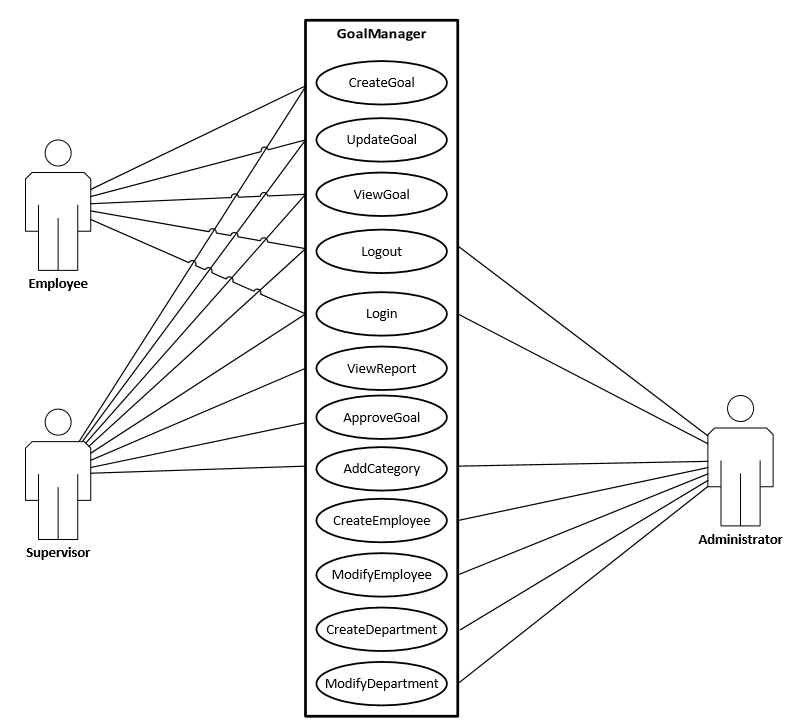 GoalManager
CreateGoal
UpdateGoal
ViewGoal
Logout
Employee
Login
ViewReport
ApproveGoal
AddCategory
CreateEmployee
Administrator
Supervisor
ModifyEmployee
CreateDepartment
ModifyDepartment